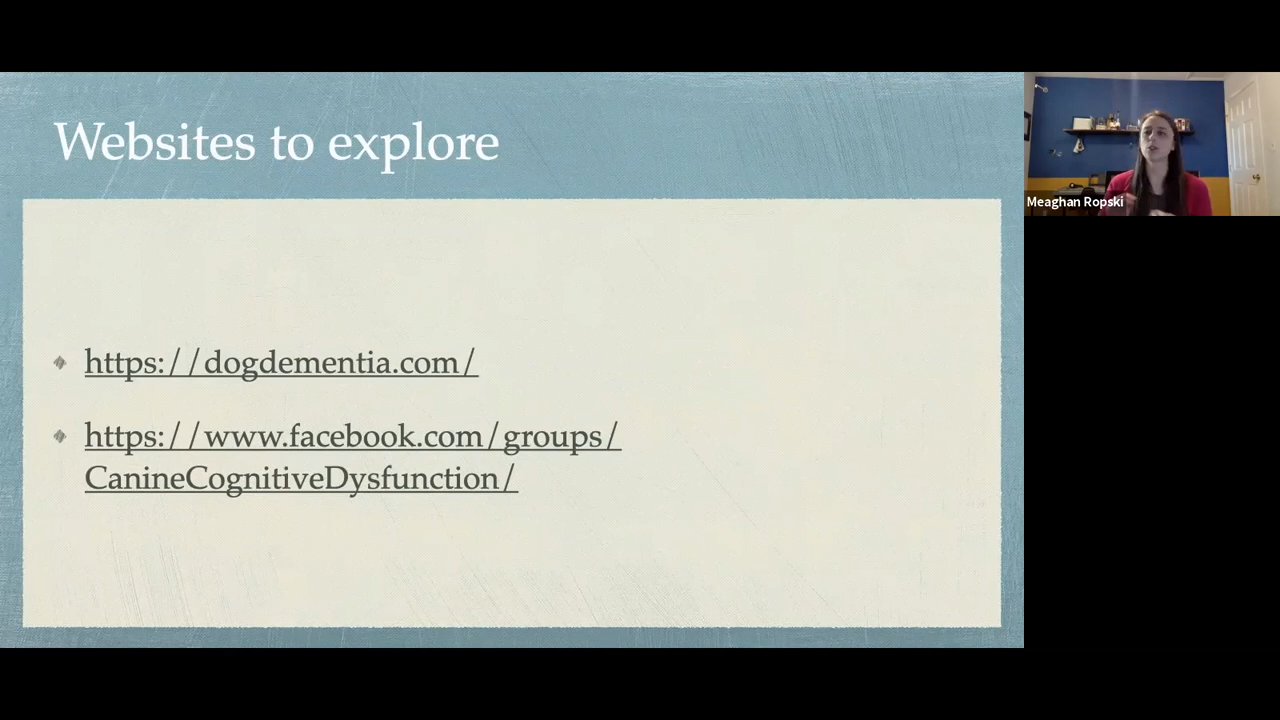 Websites to explore
https://dogdementia.com/
https://www.facebook.com/groups/
CanineCognitiveDysfunction/
Meaghan Ropski